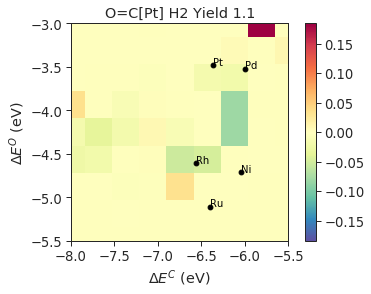 O=C[Pt] H2 Yield 1.1
−3.0
−3.5
−4.0
−4.5
−5.0
−5.5
ΔE^O (eV)
Pt
Pd
Rh
Ni
Ru
−8.0 −7.5 −7.0 −6.5 −6.0 −5.5
ΔE^C (eV)
0.15
0.10
0.05
0.00
−0.05
−0.10
−0.15